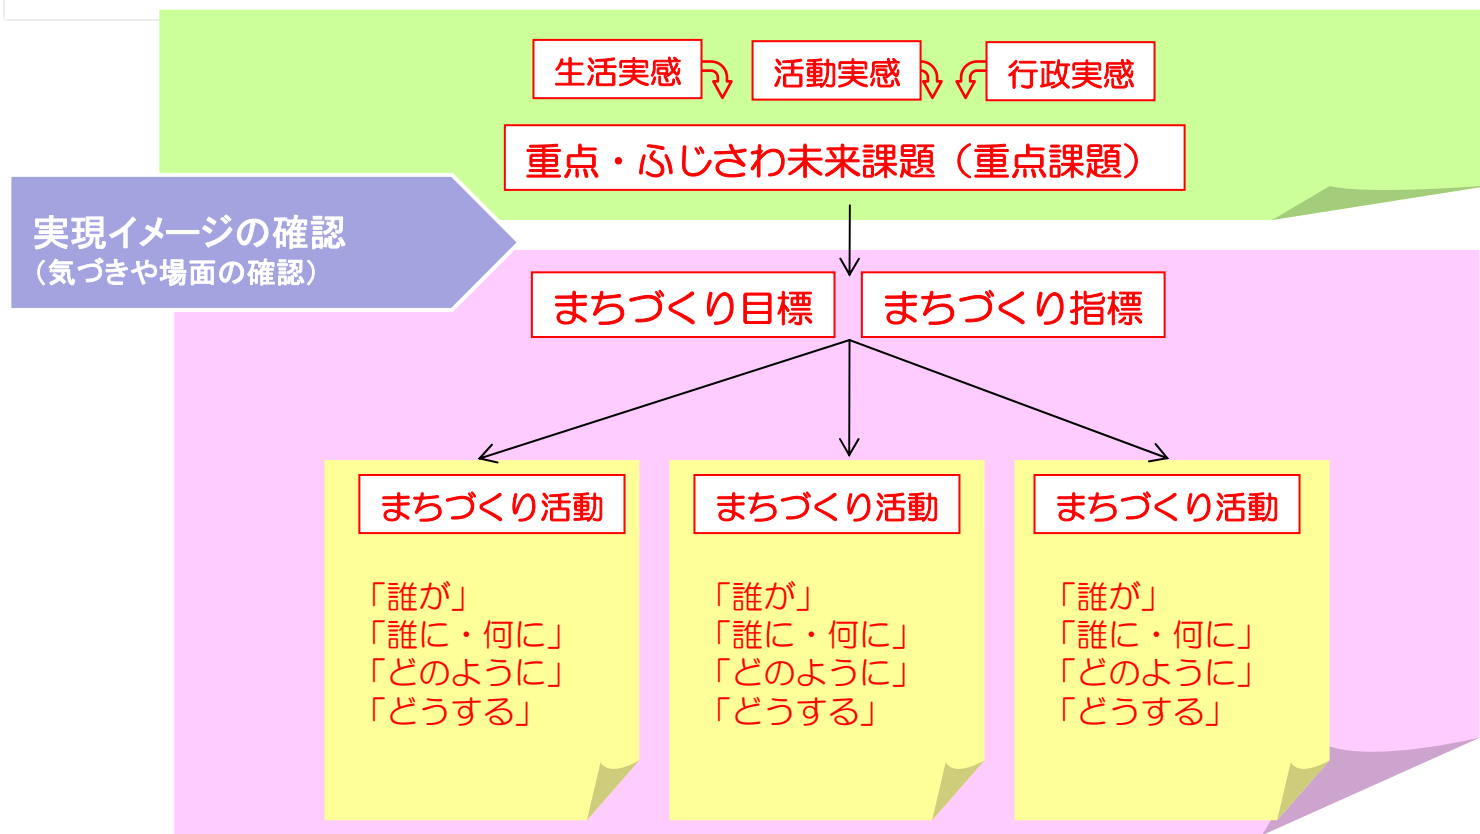 生活実感
活動実感
行政実感
重点・ふじさわ未来課題（重点課題）
実現イメージの確認
（気づきや場面の確認）
まちづくり目標
まちづくり指標
まちづくり活動
「誰が」
「誰に・何に」
「どのように」
「どうする」
まちづくり活動
「誰が」
「誰に・何に」
「どのように」
「どうする」
まちづくり活動
「誰が」
「誰に・何に」
「どのように」
「どうする」